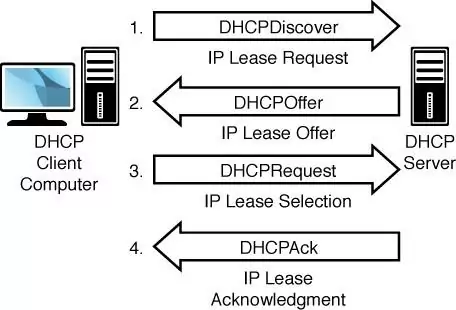 1. DHCPDiscover
IP Lease Request
2. DHCPOffer
IP Lease Offer
DHCP
Client
Computer
DHCP
Server
3. DHCPRequest
IP Lease Selection
4. DHCPAck
IP Lease
Acknowledgment